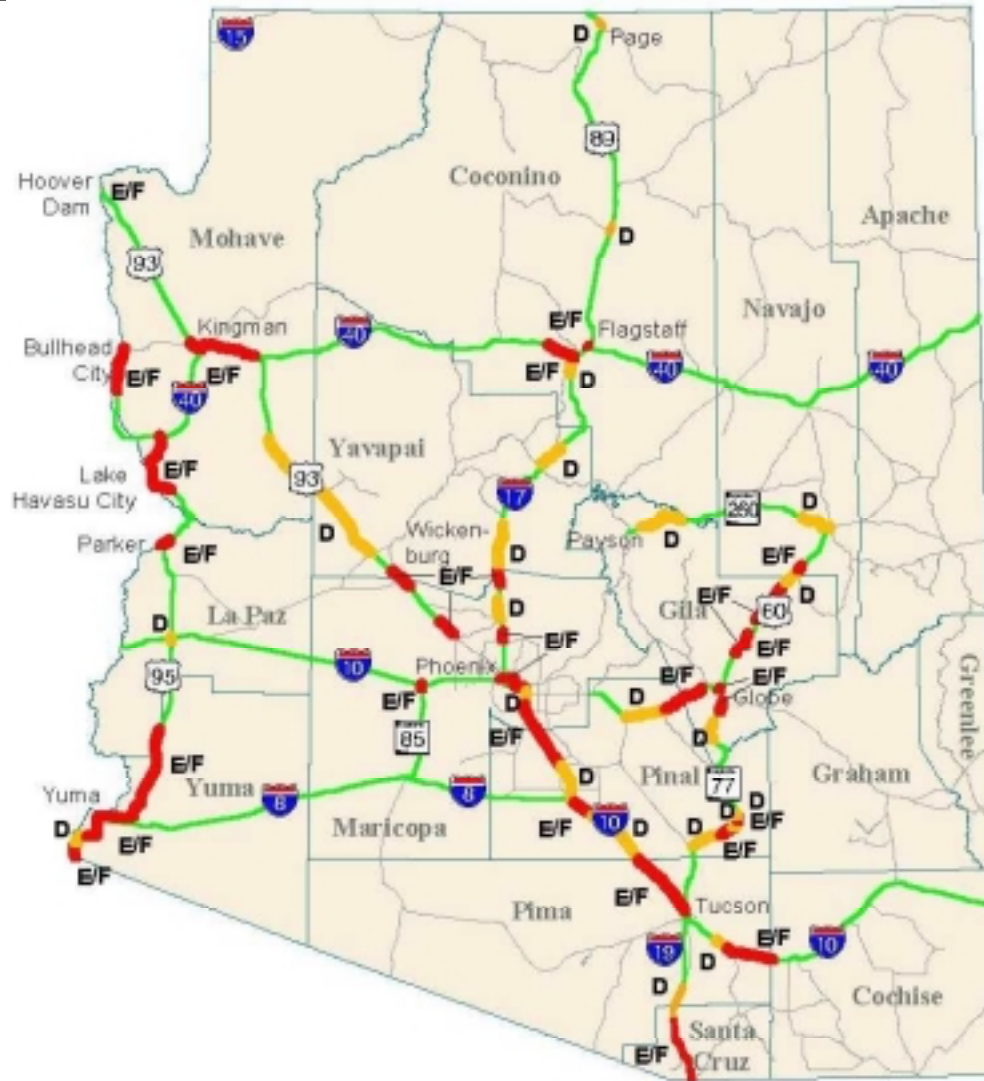 15
D
Page
89
Hoover
Dam
E/F
Coconino
Apache
D
Mohave
93
Navajo
Kingman
40
E/F
Flagstaff
Bullhead
City
E/F
E/F
40
E/F
D
40
40
Yavapai
Lake
Havasu City
E/F
93
D
17
260
D
Parker
E/F
D
Wicken-
burg
D
Payson
D
E/F
E/F
D
E/F
La Paz
D
D
Gila
60
E/F
E/F
10
Phoenix
E/F
E/F
Globe
Greenlee
95
E/F
D
D
85
E/F
D
E/F
Yuma
Yuma
8
8
D
Pinal
77
Graham
D
E/F
E/F
Maricopa
E/F
10
D
D
D
E/F
E/F
E/F
Pima
Tucson
19
D
E/F
10
D
Cochise
Santa
Cruz
E/F